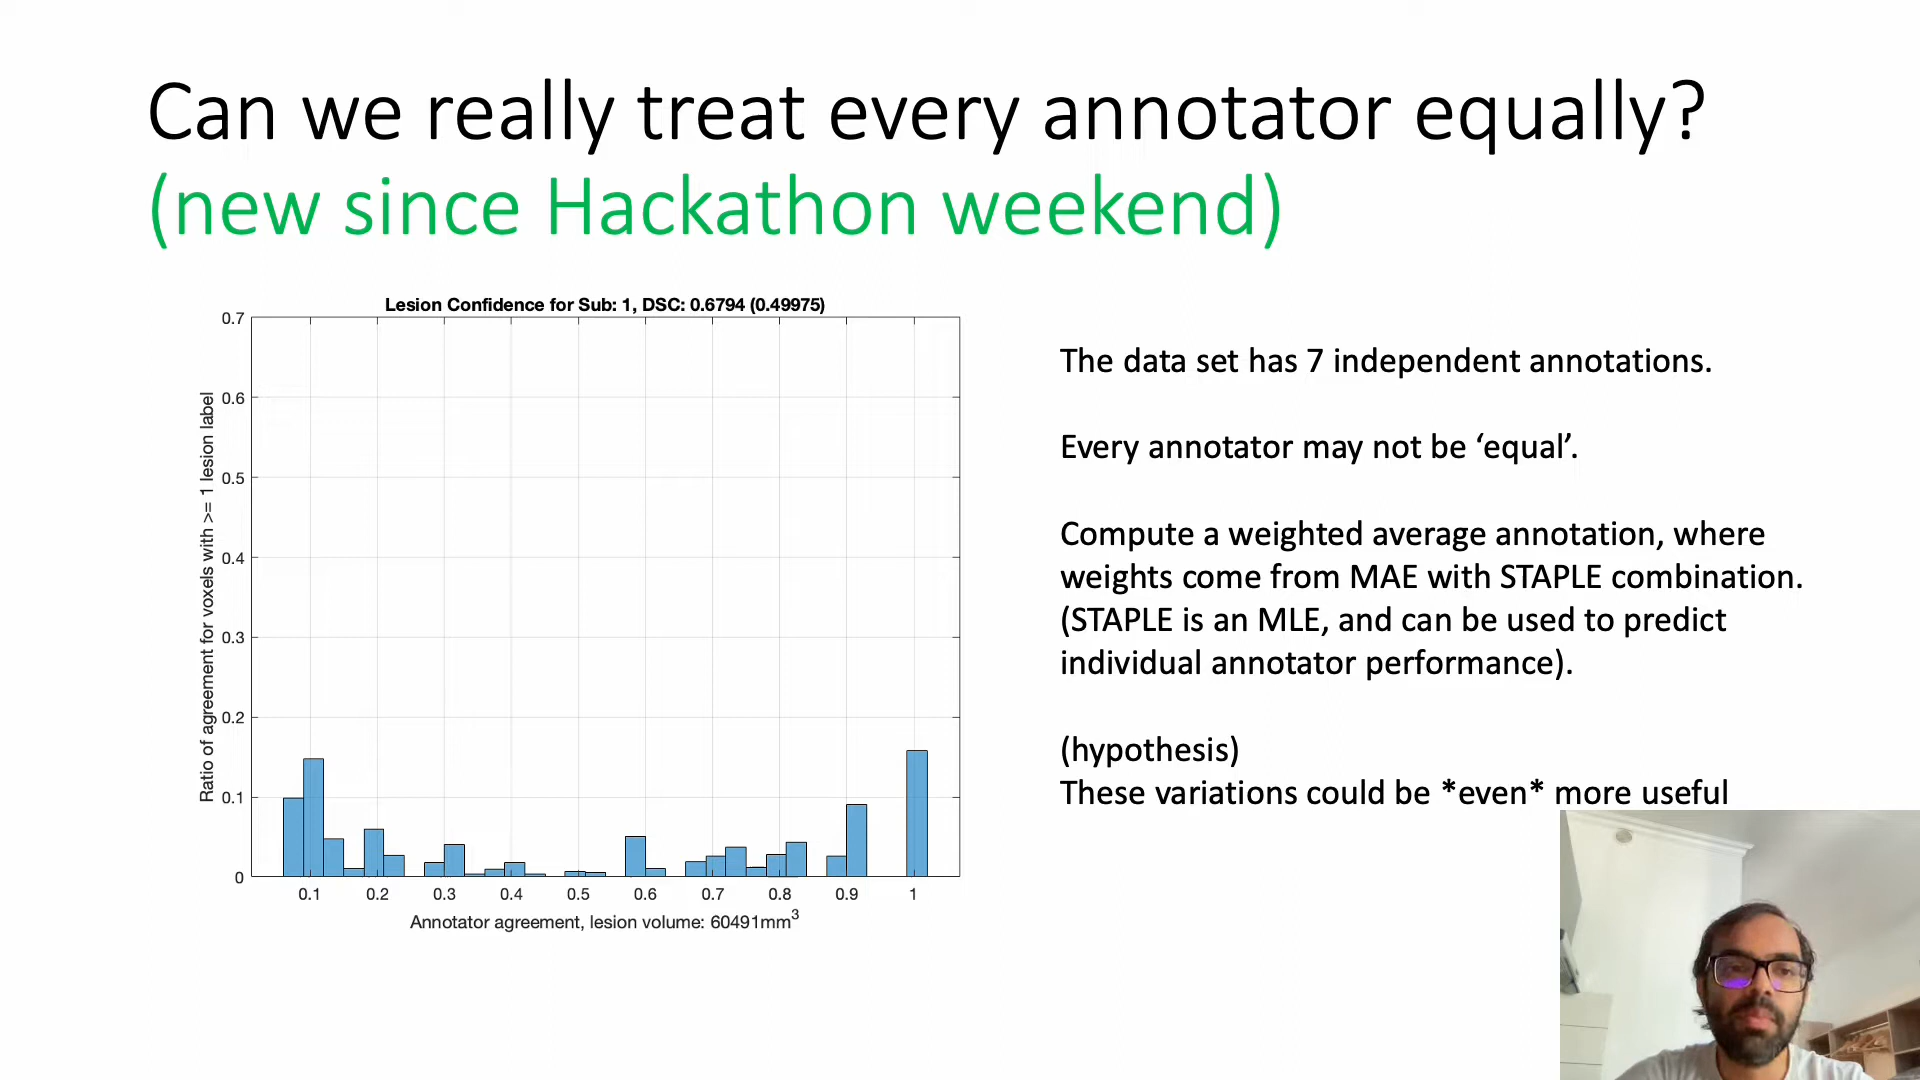 Can we really treat every annotator equally?
(new since Hackathon weekend)
Lesion Confidence for Sub: 1, DSC: 0.6794 (0.49975)
0.7
0.6
0.5
0.4
0.3
0.2
0.1
0
Ratio of agreement for voxels with >= 1 lesion label
0.1 0.2 0.3 0.4 0.5 0.6 0.7 0.8 0.9 1
Annotator agreement, lesion volume: 60491mm³
The data set has 7 independent annotations.
Every annotator may not be ‘equal’.
Compute a weighted average annotation, where
weights come from MAE with STAPLE combination.
(STAPLE is an MLE, and can be used to predict
individual annotator performance).
(hypothesis)
These variations could be *even* more useful